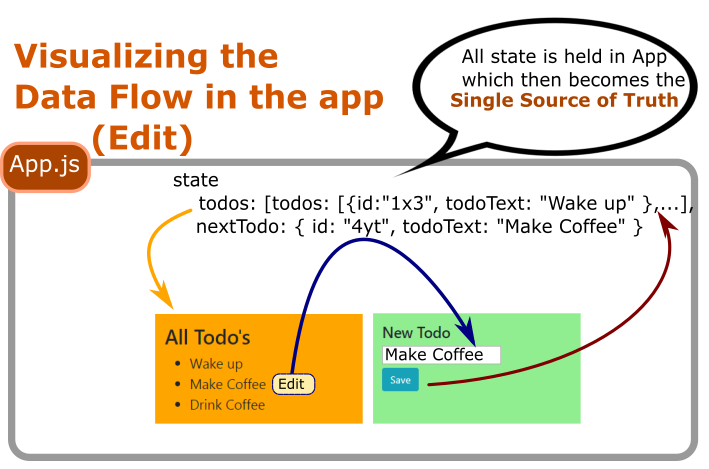 Visualizing the
Data Flow in the app
(Edit)
All state is held in App
which then becomes the
Single Source of Truth
App.js
state
todos: [todos: [{id:"1x3", todoText: "Wake up" },...],
nextTodo: { id: "4yt", todoText: "Make Coffee" }
All Todo's
• Wake up
• Make Coffee Edit
• Drink Coffee
New Todo
Make Coffee
Save